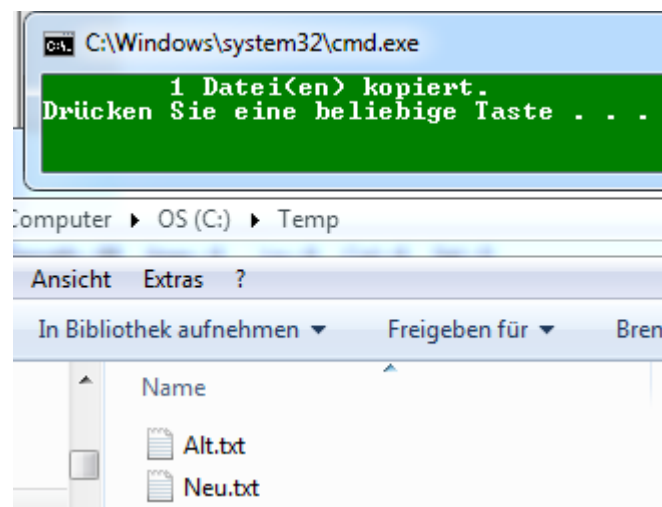 C:\Windows\system32\cmd.exe
1 Datei(en) kopiert.
Drücken Sie eine beliebige Taste . . .
Computer ▸ OS (C:) ▸ Temp
Ansicht Extras ?
In Bibliothek aufnehmen ▾ Freigeben für ▾ Bren
Name
Alt.txt
Neu.txt